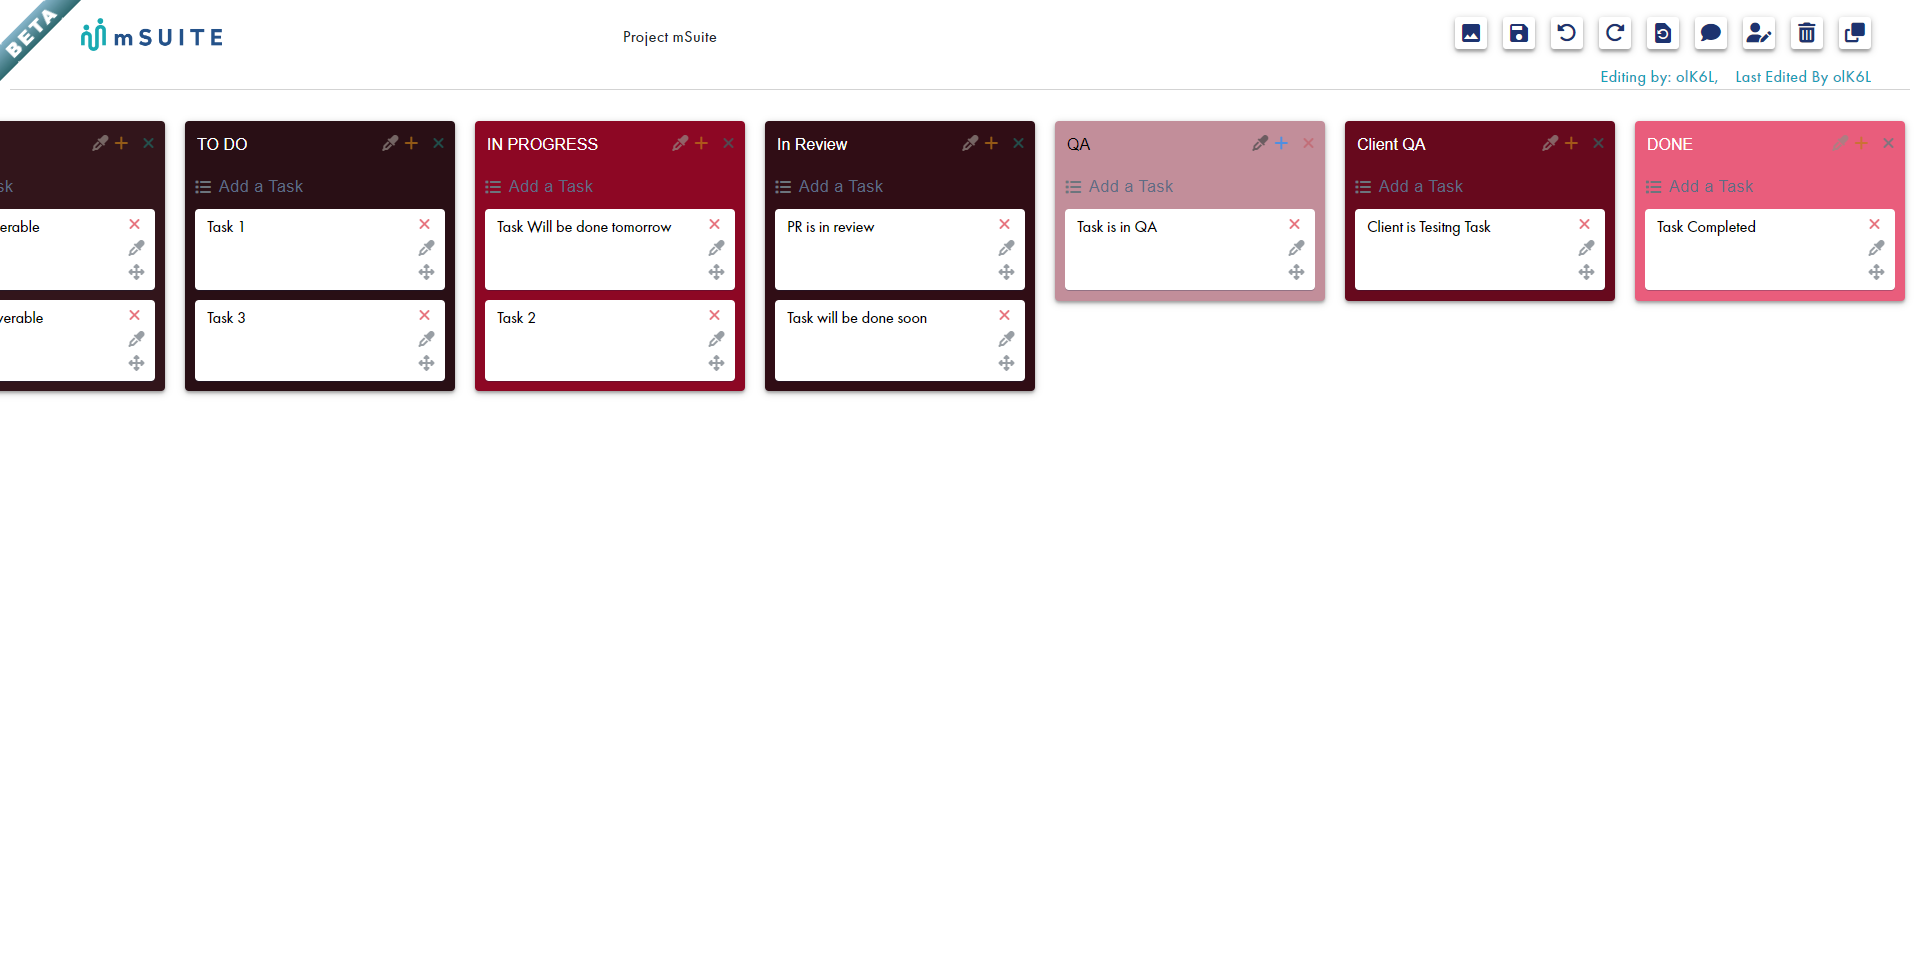 BETA
mSUITE
Project mSuite
Editing by: olK6L, Last Edited By olK6L
sk
erable
verable
TO DO
Add a Task
Task 1
Task 3
IN PROGRESS
Add a Task
Task Will be done tomorrow
Task 2
In Review
Add a Task
PR is in review
Task will be done soon
QA
Add a Task
Task is in QA
Client QA
Add a Task
Client is Tesitng Task
DONE
Add a Task
Task Completed